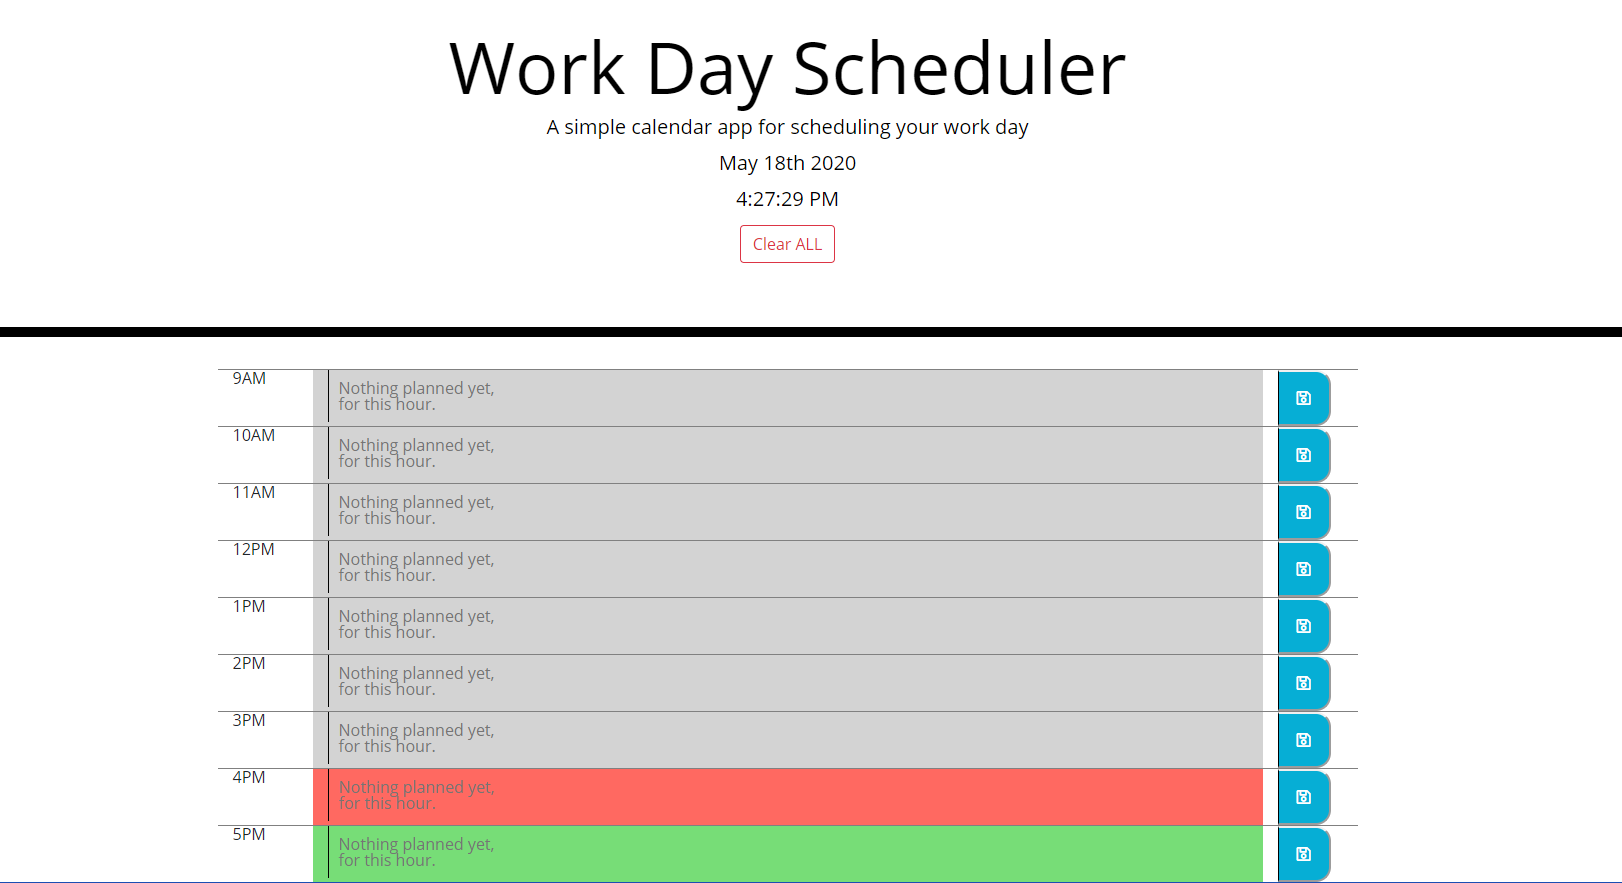 Work Day Scheduler
A simple calendar app for scheduling your work day
May 18th 2020
4:27:29 PM
Clear ALL
9AM
Nothing planned yet,
for this hour.
10AM
Nothing planned yet,
for this hour.
11AM
Nothing planned yet,
for this hour.
12PM
Nothing planned yet,
for this hour.
1PM
Nothing planned yet,
for this hour.
2PM
Nothing planned yet,
for this hour.
3PM
Nothing planned yet,
for this hour.
4PM
Nothing planned yet,
for this hour.
5PM
Nothing planned yet,
for this hour.